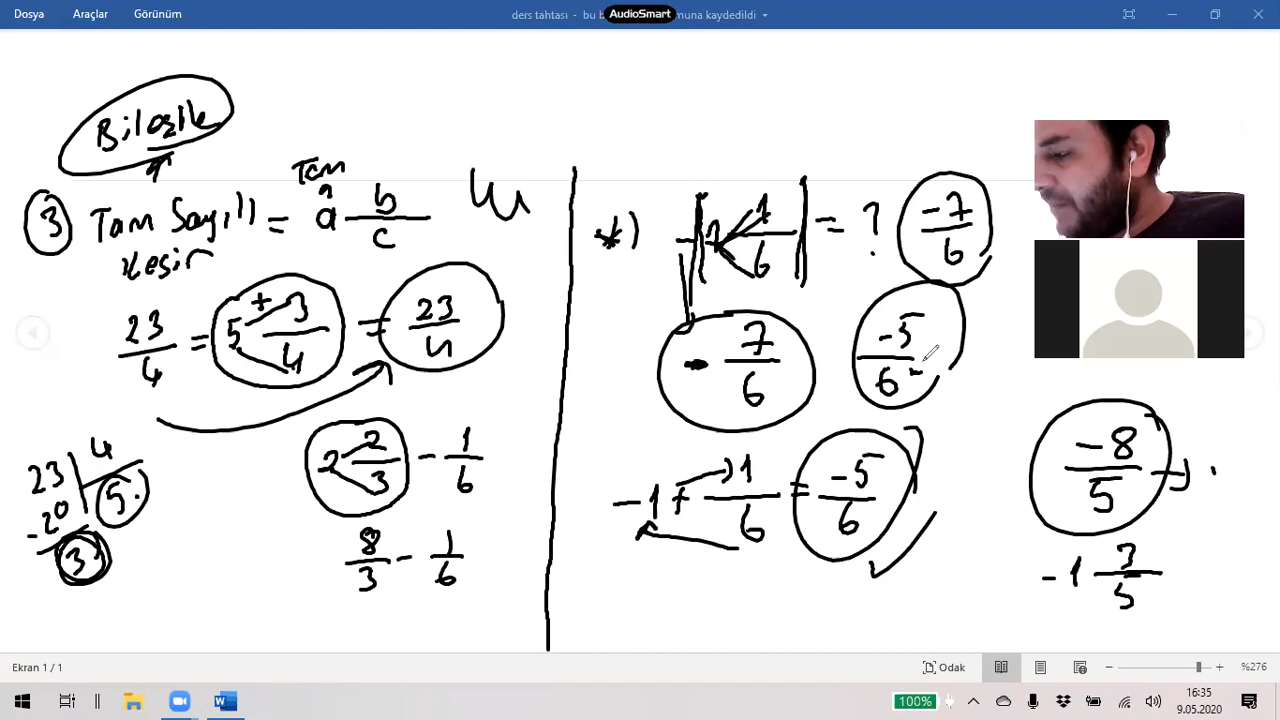 Dosya Araçlar Görünüm
ders tahtası - bu b
AudioSmart
umuna kaydedildi
Bileşik
3 Tam Sayılı Kesir = a b/c
Tam
23/4 = 5 + 3/4 = 23/4
23 4
-20 5
3
2 2/3 - 1/6
8/3 - 1/6
*) = ? -7/6
- 7/6
-5/6
-1 + 1/6 = -5/6
-8/5
-1 3/5
Ekran 1 / 1
Odak
%276
100%
16:35
9.05.2020